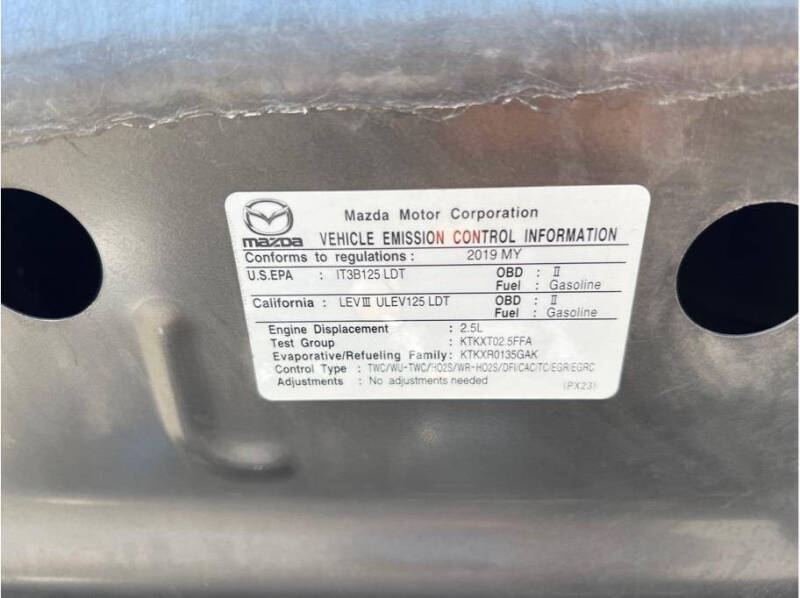 Mazda Motor Corporation
mazda VEHICLE EMISSION CONTROL INFORMATION
Conforms to regulations : 2019 MY
U.S.EPA : IT3B125 LDT OBD : Ⅱ
Fuel : Gasoline
California : LEVⅢ ULEV125 LDT OBD : Ⅱ
Fuel : Gasoline
Engine Displacement : 2.5L
Test Group : KTKXT02.5FFA
Evaporative/Refueling Family: KTKXR0135GAK
Control Type : TWC/WU-TWC/HO2S/WR-HO2S/DFI/CAC/TC/EGR/EGRC
Adjustments : No adjustments needed
(PX23)